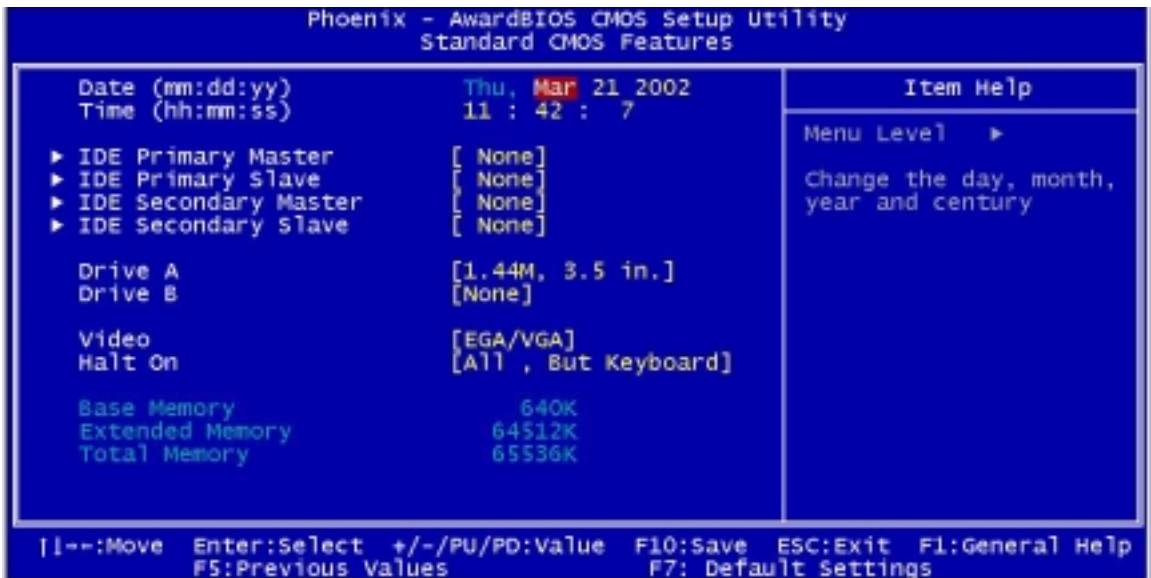 Phoenix - AwardBIOS CMOS Setup Utility
Standard CMOS Features
Date (mm:dd:yy) Thu, Mar 21 2002
Time (hh:mm:ss) 11 : 42 : 7
► IDE Primary Master [ None]
► IDE Primary Slave [ None]
► IDE Secondary Master [ None]
► IDE Secondary Slave [ None]
Drive A [1.44M, 3.5 in.]
Drive B [None]
Video [EGA/VGA]
Halt On [All , But Keyboard]
Base Memory 640K
Extended Memory 64512K
Total Memory 65536K
Item Help
Menu Level ►
Change the day, month,
year and century
↑↓→←:Move Enter:Select +/-/PU/PD:Value F10:Save ESC:Exit F1:General Help
F5:Previous Values F7: Default Settings